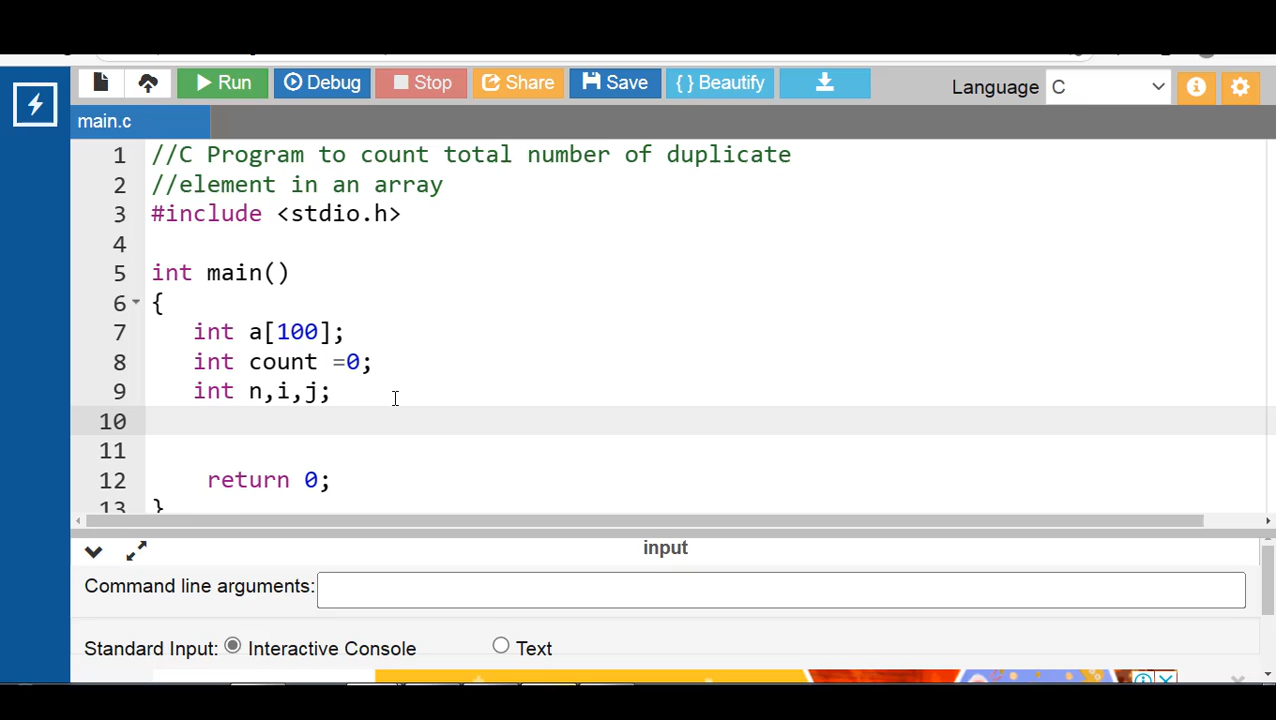 Run Debug Stop Share Save { } Beautify Language C
main.c
1 //C Program to count total number of duplicate
2 //element in an array
3 #include <stdio.h>
4
5 int main()
6 {
7 int a[100];
8 int count =0;
9 int n,i,j;
10
11
12 return 0;
13 }
input
Command line arguments:
Standard Input: Interactive Console Text